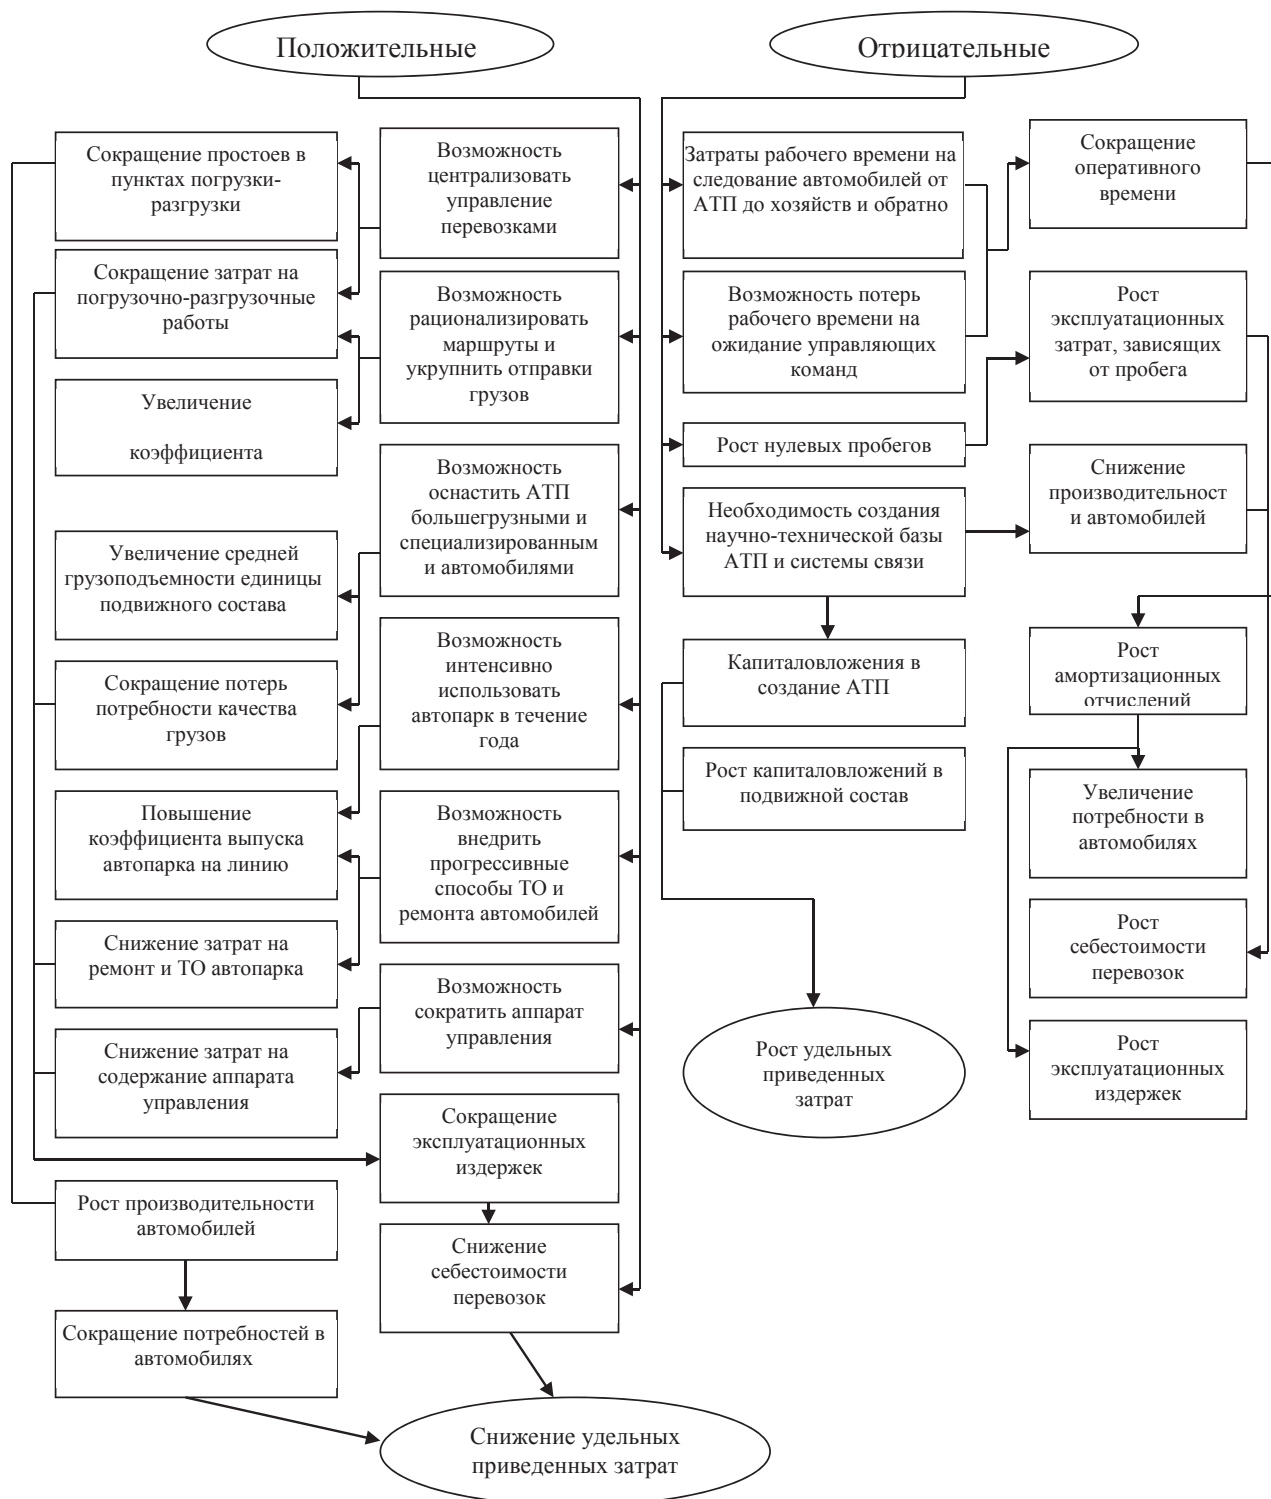 Положительные
Отрицательные
Сокращение простоев в
пунктах погрузки-
разгрузки
Сокращение затрат на
погрузочно-разгрузочные
работы
Увеличение
коэффициента
Увеличение средней
грузоподъемности единицы
подвижного состава
Сокращение потерь
потребности качества
грузов
Повышение
коэффициента выпуска
автопарка на линию
Снижение затрат на
ремонт и ТО автопарка
Снижение затрат на
содержание аппарата
управления
Рост производительности
автомобилей
Сокращение потребностей в
автомобилях
Возможность
централизовать
управление
перевозками
Возможность
рационализировать
маршруты и
укрупнить отправки
грузов
Возможность
оснастить АТП
большегрузными и
специализированным
и автомобилями
Возможность
интенсивно
использовать
автопарк в течение
года
Возможность
внедрить
прогрессивные
способы ТО и
ремонта автомобилей
Возможность
сократить аппарат
управления
Сокращение
эксплуатационных
издержек
Снижение
себестоимости
перевозок
Снижение удельных
приведенных затрат
Затраты рабочего времени на
следование автомобилей от
АТП до хозяйств и обратно
Возможность потерь
рабочего времени на
ожидание управляющих
команд
Рост нулевых пробегов
Необходимость создания
научно-технической базы
АТП и системы связи
Капиталовложения в
создание АТП
Рост капиталовложений в
подвижной состав
Рост удельных
приведенных
затрат
Сокращение
оперативного
времени
Рост
эксплуатационных
затрат, зависящих
от пробега
Снижение
производительност
и автомобилей
Рост
амортизационных
отчислений
Увеличение
потребности в
автомобилях
Рост
себестоимости
перевозок
Рост
эксплуатационных
издержек